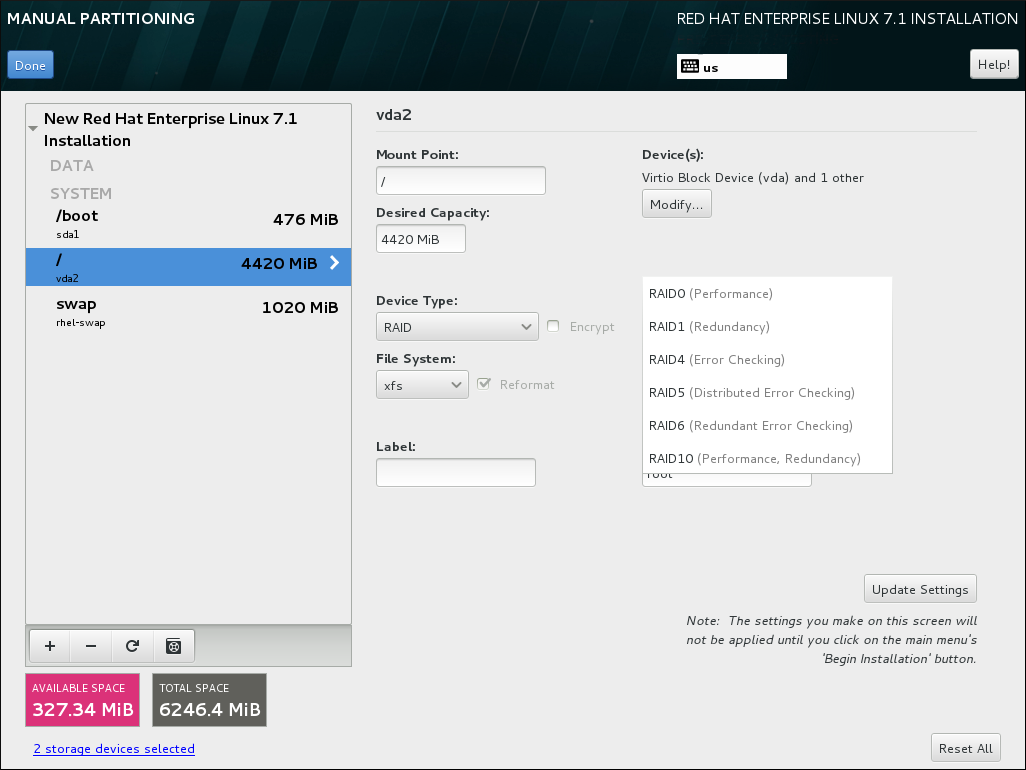 MANUAL PARTITIONING
RED HAT ENTERPRISE LINUX 7.1 INSTALLATION
Done
us
Help!
New Red Hat Enterprise Linux 7.1
Installation
DATA
SYSTEM
/boot
476 MiB
sda1
/
4420 MiB
vda2
swap
1020 MiB
rhel-swap
+
−
AVAILABLE SPACE
327.34 MiB
TOTAL SPACE
6246.4 MiB
2 storage devices selected
vda2
Mount Point:
/
Desired Capacity:
4420 MiB
Device(s):
Virtio Block Device (vda) and 1 other
Modify...
Device Type:
RAID
Encrypt
File System:
xfs
Reformat
Label:
RAID0 (Performance)
RAID1 (Redundancy)
RAID4 (Error Checking)
RAID5 (Distributed Error Checking)
RAID6 (Redundant Error Checking)
RAID10 (Performance, Redundancy)
root
Update Settings
Note: The settings you make on this screen will
not be applied until you click on the main menu's
'Begin Installation' button.
Reset All